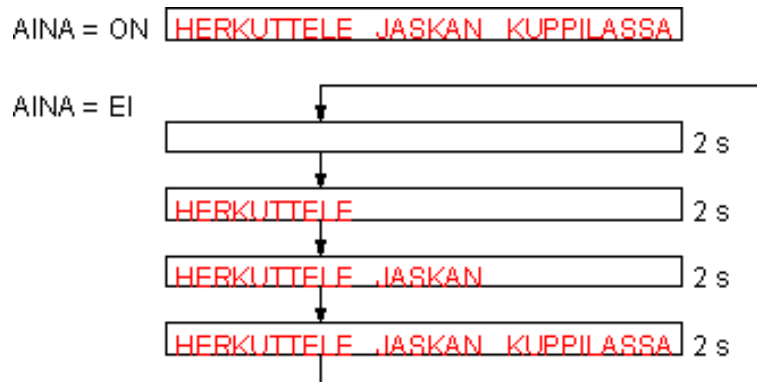 AINA = ON HERKUTTELE JASKAN KUPPILASSA
AINA = EI
2 s
HERKUTTELE 2 s
HERKUTTELE JASKAN 2 s
HERKUTTELE JASKAN KUPPILASSA 2 s